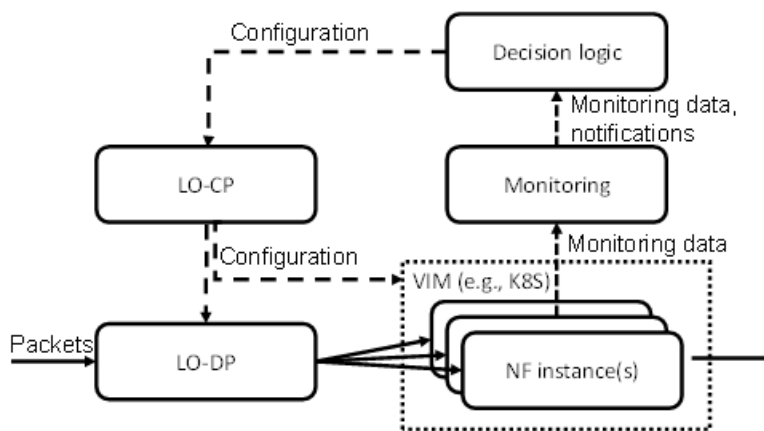 Configuration
Decision logic
Monitoring data,
notifications
LO-CP
Monitoring
Configuration
Monitoring data
VIM (e.g., K8S)
Packets
LO-DP
NF instance(s)